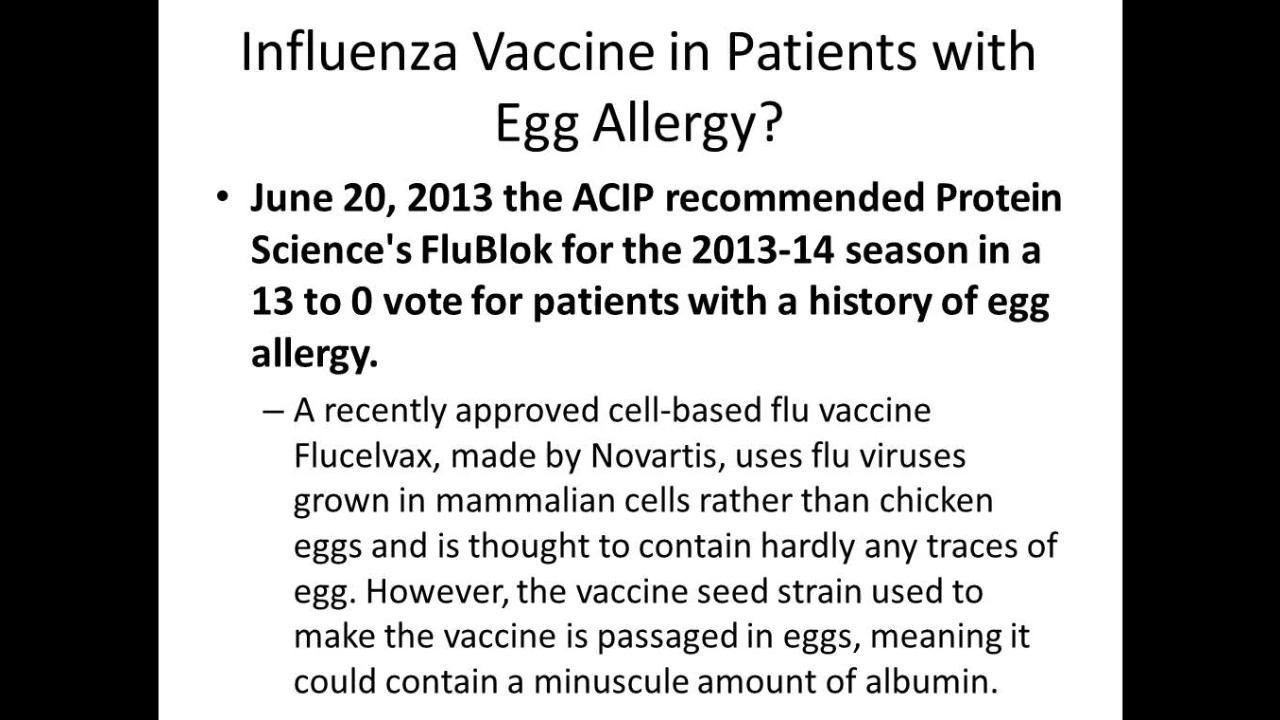 Influenza Vaccine in Patients with
Egg Allergy?
• June 20, 2013 the ACIP recommended Protein
Science's FluBlok for the 2013-14 season in a
13 to 0 vote for patients with a history of egg
allergy.
– A recently approved cell-based flu vaccine
Flucelvax, made by Novartis, uses flu viruses
grown in mammalian cells rather than chicken
eggs and is thought to contain hardly any traces of
egg. However, the vaccine seed strain used to
make the vaccine is passaged in eggs, meaning it
could contain a minuscule amount of albumin.